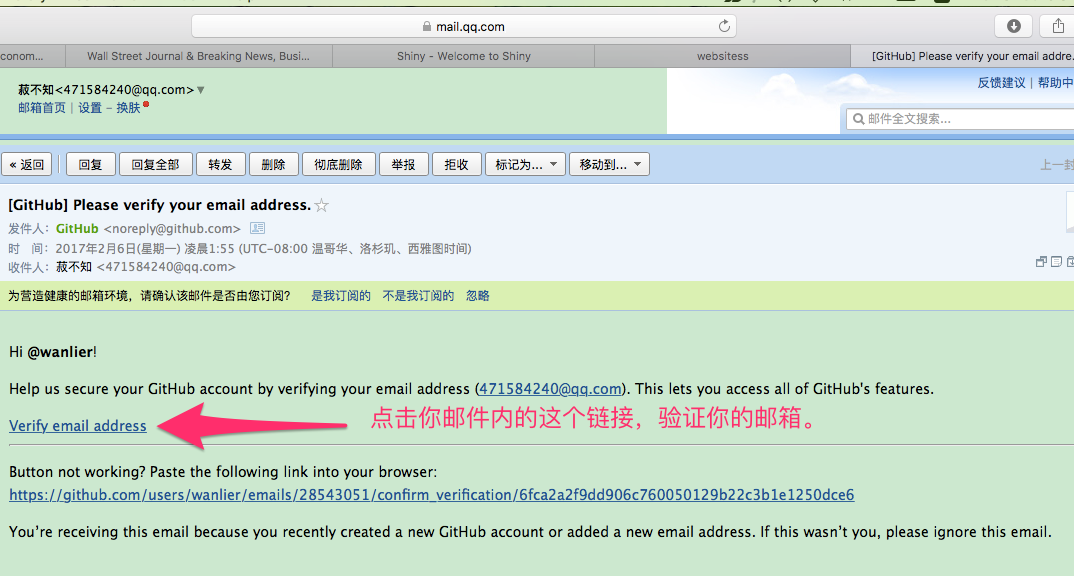 mail.qq.com
conom...
Wall Street Journal & Breaking News, Busi...
Shiny - Welcome to Shiny
websitess
[GitHub] Please verify your email addre...
菽不知<471584240@qq.com>
反馈建议 | 帮助中
邮箱首页 | 设置 - 换肤
邮件全文搜索...
« 返回
回复
回复全部
转发
删除
彻底删除
举报
拒收
标记为...
移动到...
上一封
[GitHub] Please verify your email address.
发件人：GitHub <noreply@github.com>
时 间：2017年2月6日(星期一) 凌晨1:55 (UTC-08:00 温哥华、洛杉矶、西雅图时间)
收件人：菽不知 <471584240@qq.com>
为营造健康的邮箱环境，请确认该邮件是否由您订阅？ 是我订阅的 不是我订阅的 忽略
Hi @wanlier!
Help us secure your GitHub account by verifying your email address (471584240@qq.com). This lets you access all of GitHub's features.
Verify email address
点击你邮件内的这个链接，验证你的邮箱。
Button not working? Paste the following link into your browser:
https://github.com/users/wanlier/emails/28543051/confirm_verification/6fca2a2f9dd906c760050129b22c3b1e1250dce6
You’re receiving this email because you recently created a new GitHub account or added a new email address. If this wasn’t you, please ignore this email.